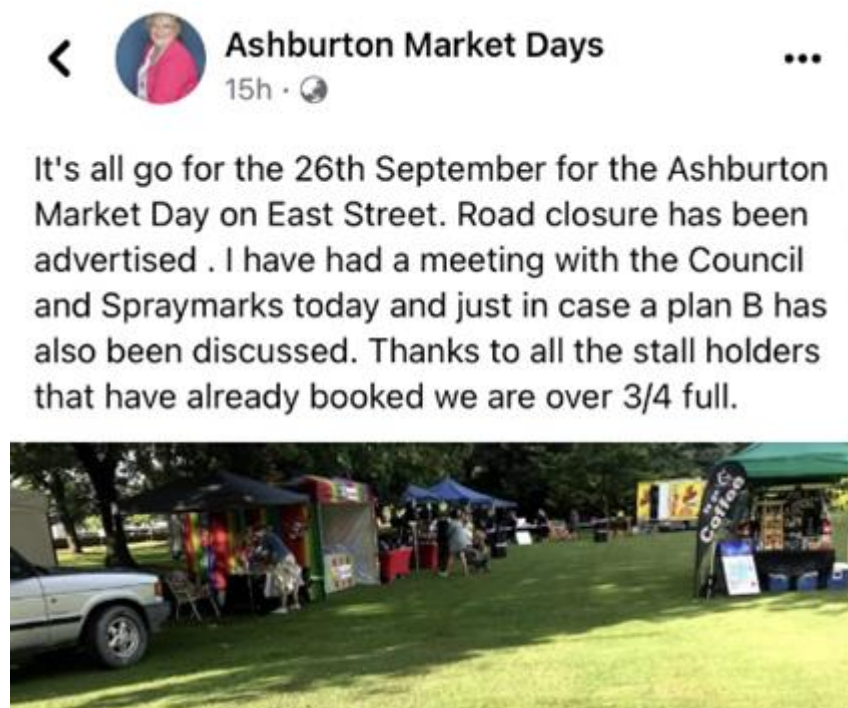 Ashburton Market Days
15h ·
It's all go for the 26th September for the Ashburton
Market Day on East Street. Road closure has been
advertised . I have had a meeting with the Council
and Spraymarks today and just in case a plan B has
also been discussed. Thanks to all the stall holders
that have already booked we are over 3/4 full.
Coffee